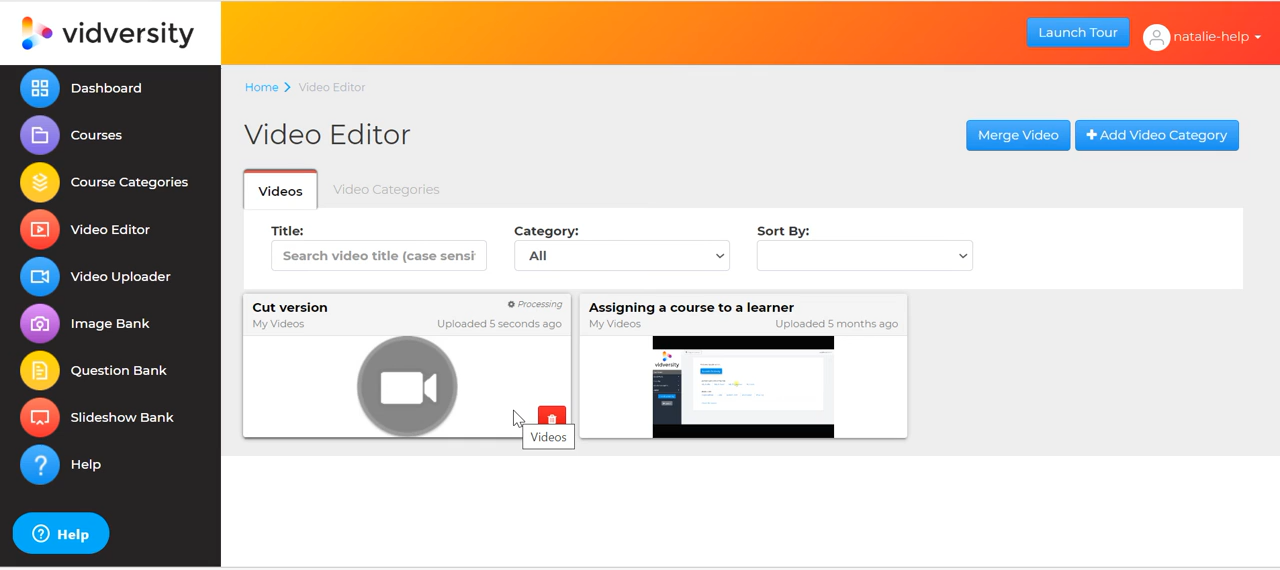 vidversity
Launch Tour
natalie-help
Dashboard
Courses
Course Categories
Video Editor
Video Uploader
Image Bank
Question Bank
Slideshow Bank
Help
Help
Home Video Editor
Video Editor
Merge Video
Add Video Category
Videos Video Categories
Title: Category: Sort By:
Search video title (case sensi All
Cut version Processing
My Videos Uploaded 5 seconds ago
Videos
Assigning a course to a learner
My Videos Uploaded 5 months ago
vidversity